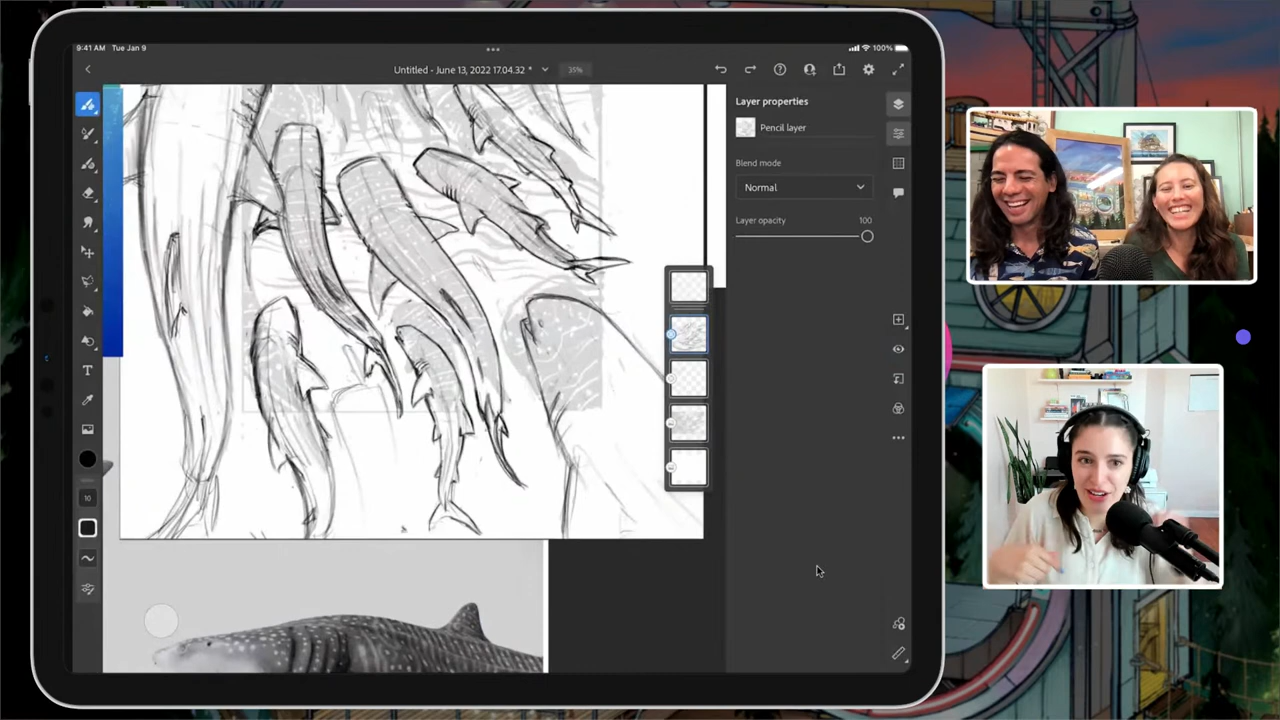 9:41 AM Tue Jan 9
100%
Untitled - June 13, 2022 17.04.32 *
35%
Layer properties
Pencil layer
Blend mode
Normal
Layer opacity
100
T
10